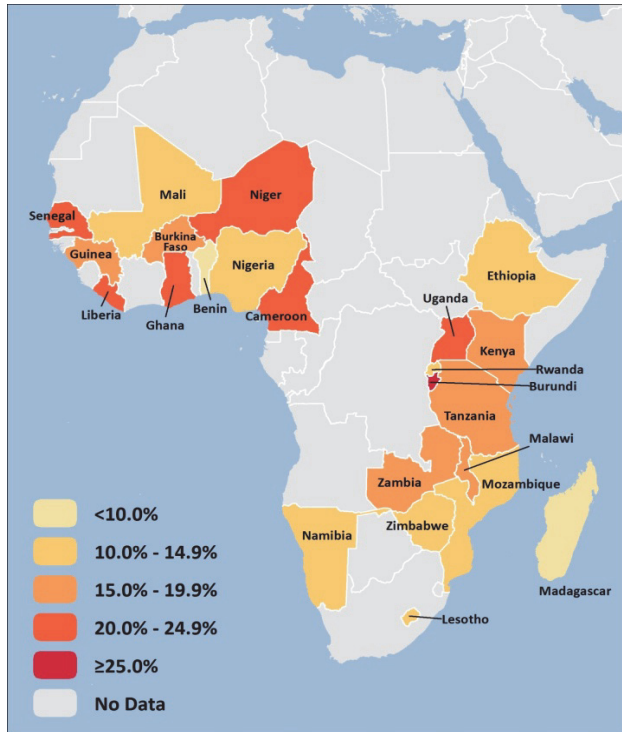 Mali
Niger
Senegal
Burkina
Faso
Guinea
Nigeria
Ethiopia
Liberia
Ghana
Benin
Cameroon
Uganda
Kenya
Rwanda
Burundi
Tanzania
Malawi
Zambia
Mozambique
Namibia
Zimbabwe
Madagascar
Lesotho
<10.0%
10.0% - 14.9%
15.0% - 19.9%
20.0% - 24.9%
≥25.0%
No Data